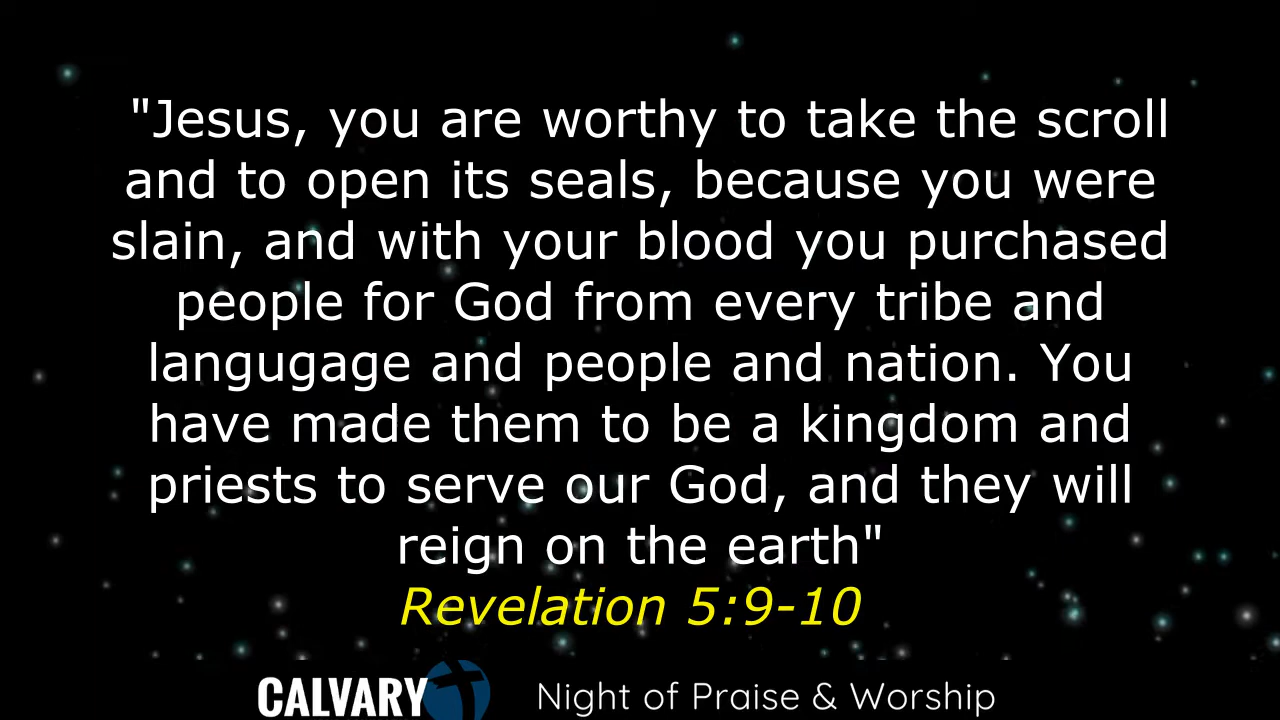 "Jesus, you are worthy to take the scroll
and to open its seals, because you were
slain, and with your blood you purchased
people for God from every tribe and
langugage and people and nation. You
have made them to be a kingdom and
priests to serve our God, and they will
reign on the earth"
Revelation 5:9-10
CALVARY Night of Praise & Worship